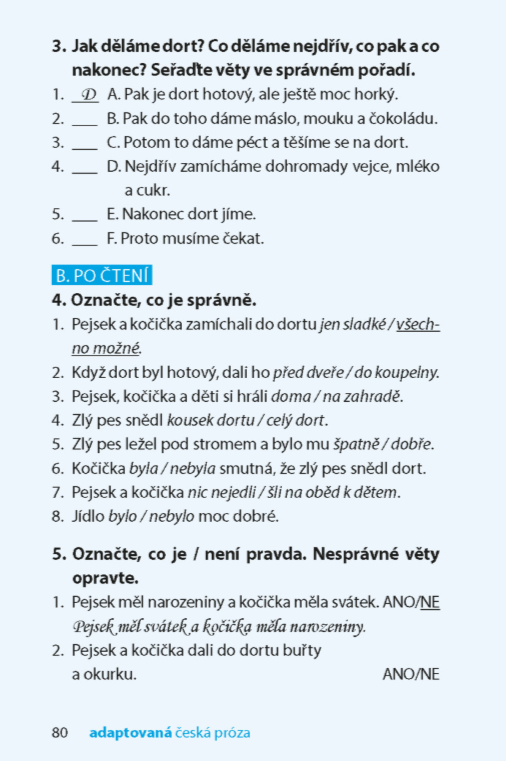 3. Jak děláme dort? Co děláme nejdřív, co pak a co
nakonec? Seřaďte věty ve správném pořadí.
1. _D_ A. Pak je dort hotový, ale ještě moc horký.
2. ___ B. Pak do toho dáme máslo, mouku a čokoládu.
3. ___ C. Potom to dáme péct a těšíme se na dort.
4. ___ D. Nejdřív zamícháme dohromady vejce, mléko
a cukr.
5. ___ E. Nakonec dort jíme.
6. ___ F. Proto musíme čekat.
B. PO ČTENÍ
4. Označte, co je správně.
1. Pejsek a kočička zamíchali do dortu jen sladké / všech-
no možné.
2. Když dort byl hotový, dali ho před dveře / do koupelny.
3. Pejsek, kočička a děti si hráli doma / na zahradě.
4. Zlý pes snědl kousek dortu / celý dort.
5. Zlý pes ležel pod stromem a bylo mu špatně / dobře.
6. Kočička byla / nebyla smutná, že zlý pes snědl dort.
7. Pejsek a kočička nic nejedli / šli na oběd k dětem.
8. Jídlo bylo / nebylo moc dobré.
5. Označte, co je / není pravda. Nesprávné věty
opravte.
1. Pejsek měl narozeniny a kočička měla svátek. ANO/NE
Pejsek měl svátek a kočička měla narozeniny.
2. Pejsek a kočička dali do dortu buřty
a okurku. ANO/NE
80 adaptovaná česká próza